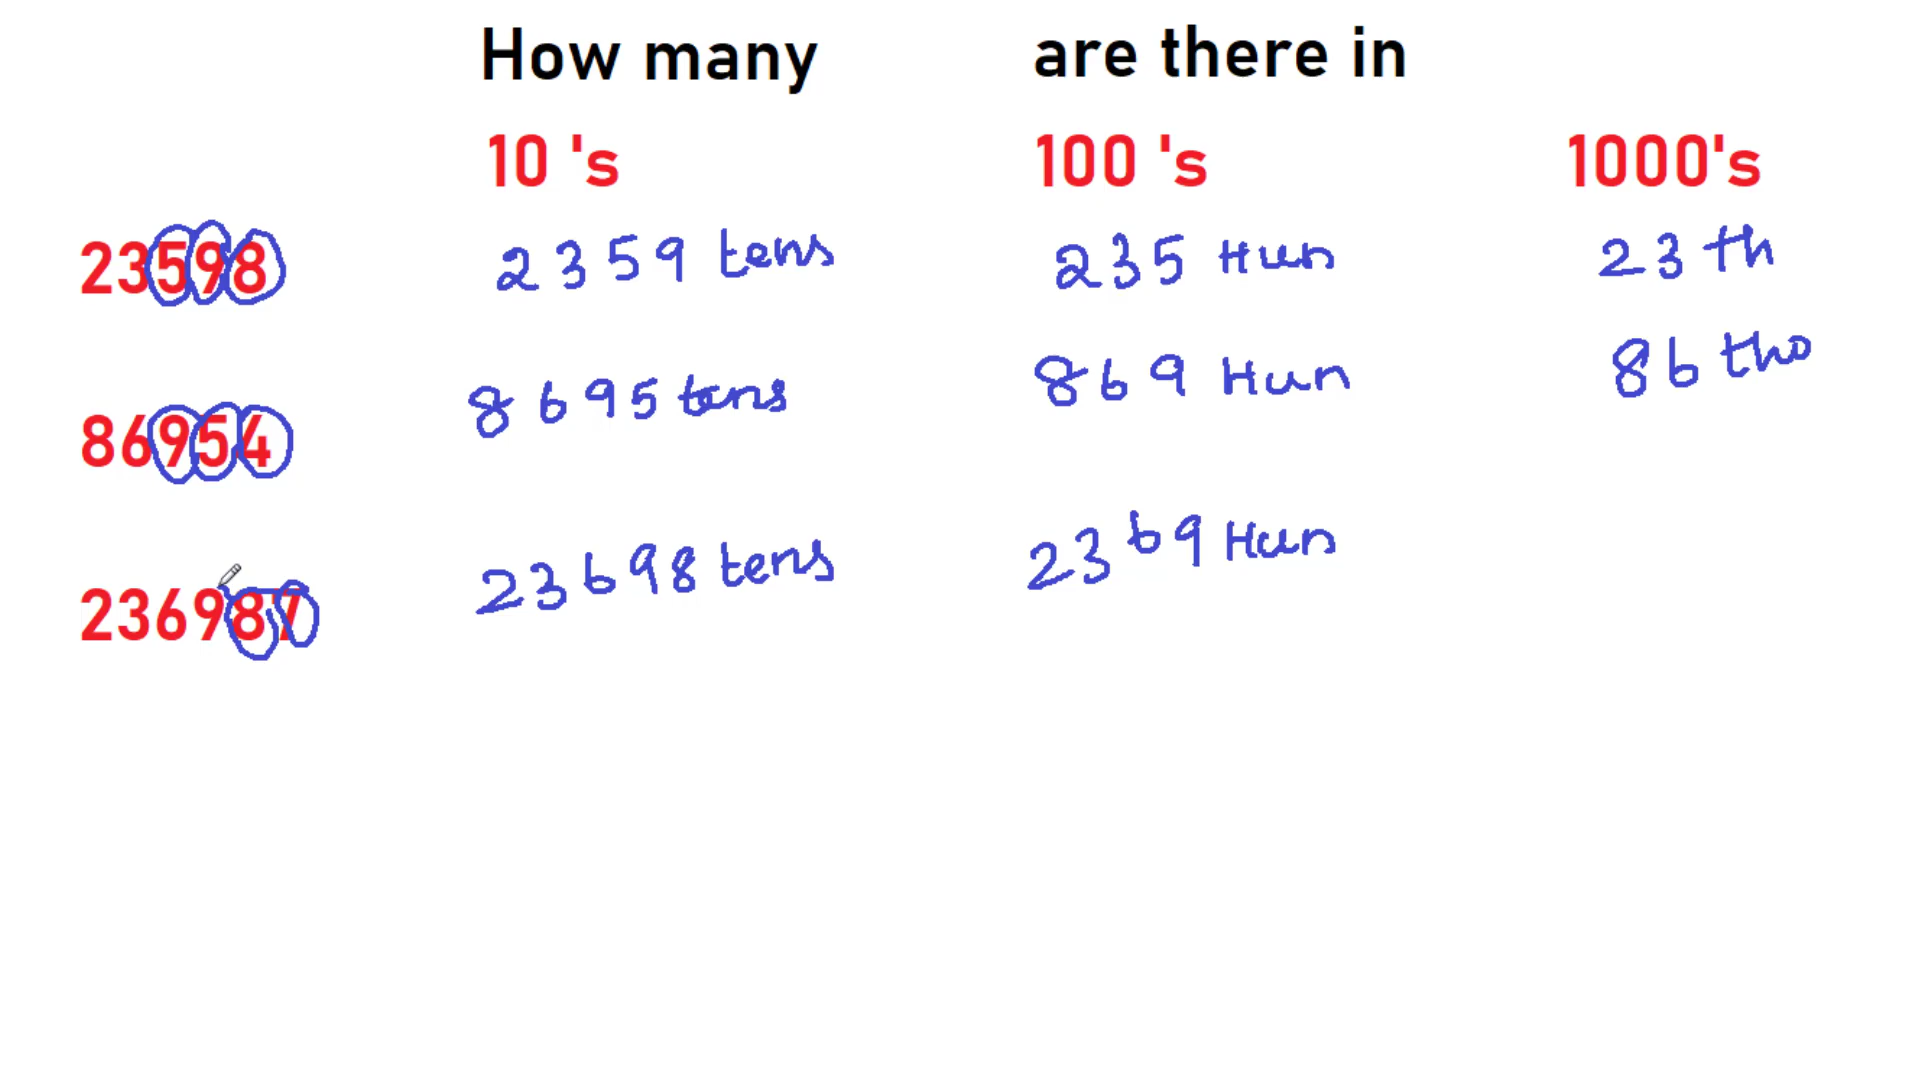 How many are there in
10 's 100 's 1000's
23598 2359 tens 235 Hun 23 th
86954 8695 tens 869 Hun 86 tho
236987 23698 tens 2369 Hun